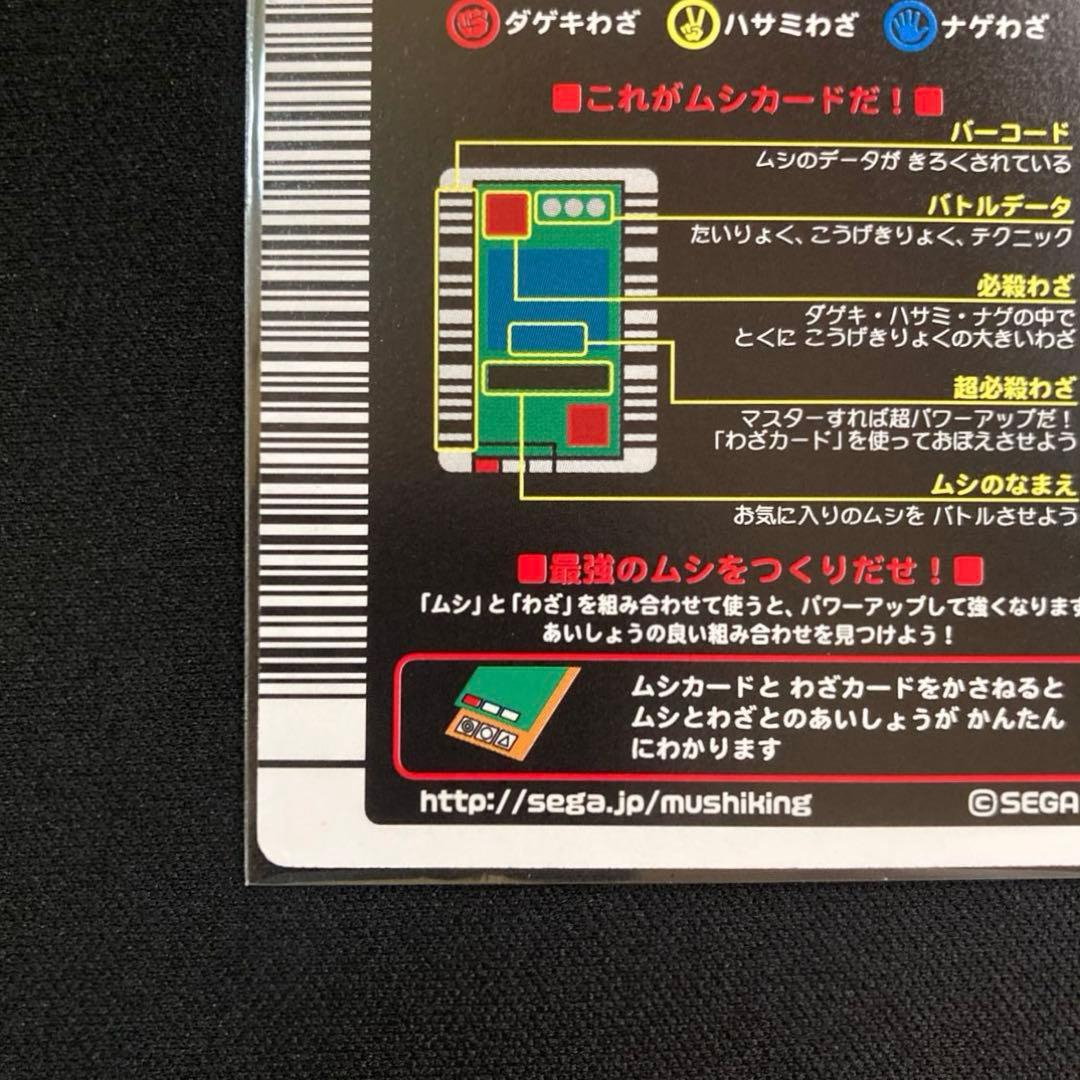 ダゲキわざ ハサミわざ ナゲわざ
■これがムシカードだ！■
バーコード
ムシのデータが きろくされている
バトルデータ
たいりょく、こうげきりょく、テクニック
必殺わざ
ダゲキ・ハサミ・ナゲの中で
とくに こうげきりょくの大きいわざ
超必殺わざ
マスターすれば超パワーアップだ！
「わざカード」を使っておぼえさせよう
ムシのなまえ
お気に入りのムシを バトルさせよう
■最強のムシをつくりだせ！■
「ムシ」と「わざ」を組み合わせて使うと、パワーアップして強くなります
あいしょうの良い組み合わせを見つけよう！
ムシカードと わざカードをかさねると
ムシとわざとのあいしょうが かんたん
にわかります
http://sega.jp/mushiking ©SEGA